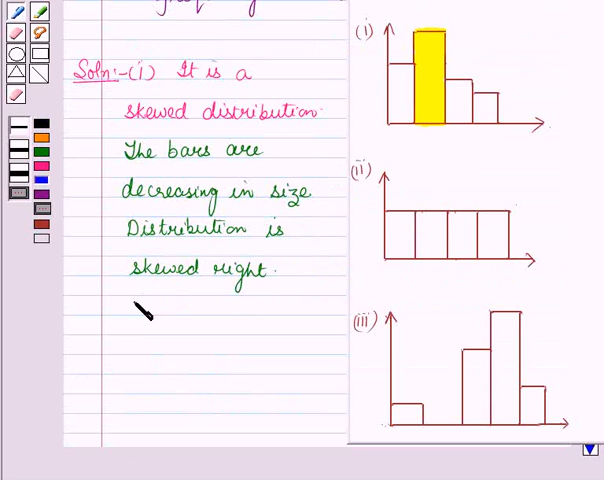 Soln:-(i) It is a
skewed distribution.
The bars are
decreasing in size
Distribution is
skewed right.
(i)
(ii)
(iii)